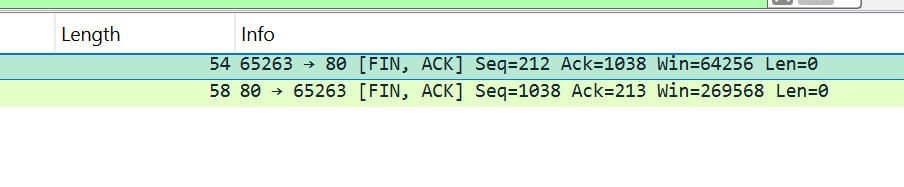 Length Info
54 65263 → 80 [FIN, ACK] Seq=212 Ack=1038 Win=64256 Len=0
58 80 → 65263 [FIN, ACK] Seq=1038 Ack=213 Win=269568 Len=0